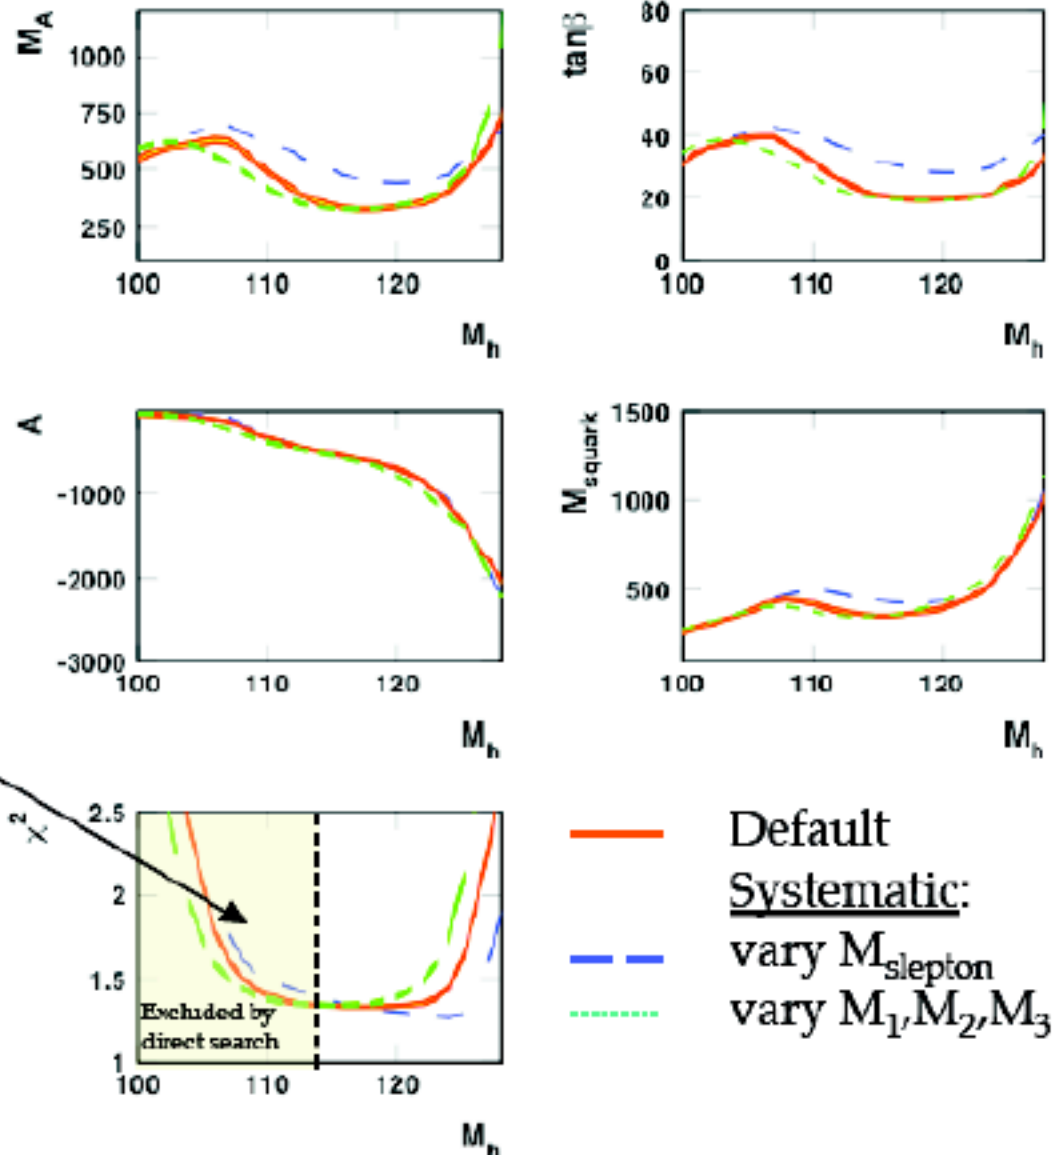 M_A
1000
750
500
250
100 110 120
M_h
tanβ
80
60
40
20
0
100 110 120
M_h
A
-1000
-2000
-3000
100 110 120
M_h
M_squark
1500
1000
500
100 110 120
M_h
χ²
2.5
2
1.5
1
Excluded by
direct search
100 110 120
M_h
Default
Systematic:
vary M_slepton
vary M_1,M_2,M_3